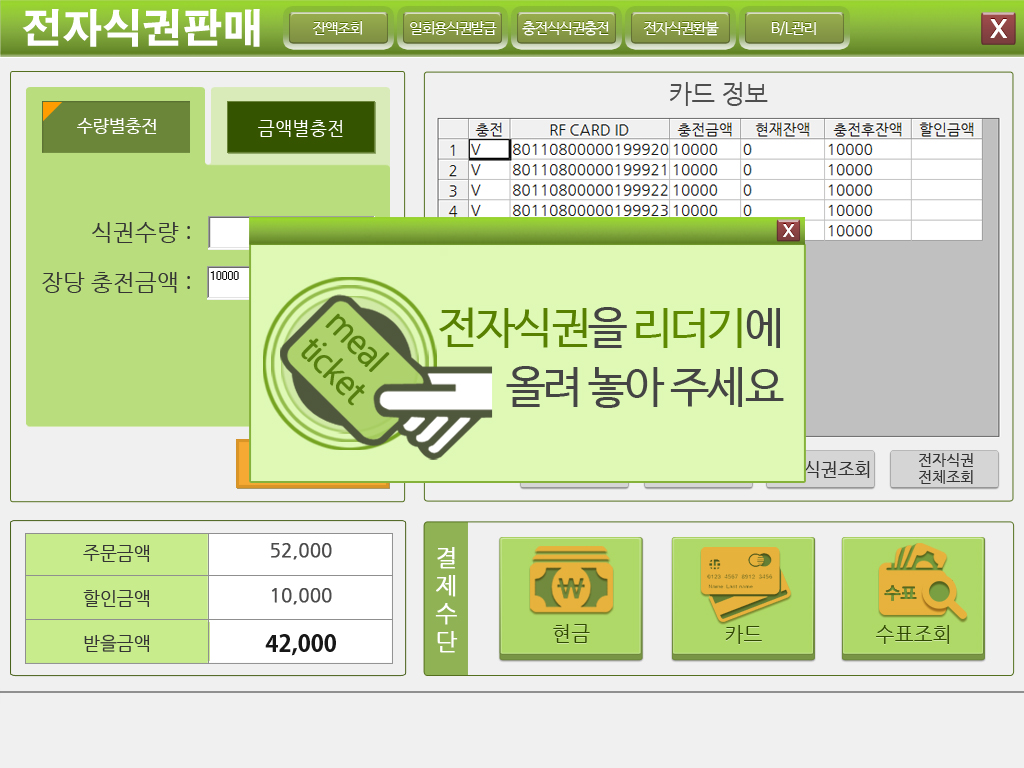 전자식권판매
잔액조회
일회용식권발급
충전식식권충전
전자식권환불
B/L관리
X
수량별충전
금액별충전
식권수량 :
장당 충전금액 :
10000
카드 정보
충전 RF CARD ID 충전금액 현재잔액 충전후잔액 할인금액
1 V 80110800000199920 10000 0 10000
2 V 80110800000199921 10000 0 10000
3 V 80110800000199922 10000 0 10000
4 V 80110800000199923 10000 0 10000
10000
X
meal
ticket
전자식권을 리더기에
올려 놓아 주세요
식권조회
전자식권
전체조회
주문금액 52,000
할인금액 10,000
받을금액 42,000
결제수단
현금
카드
수표
수표조회